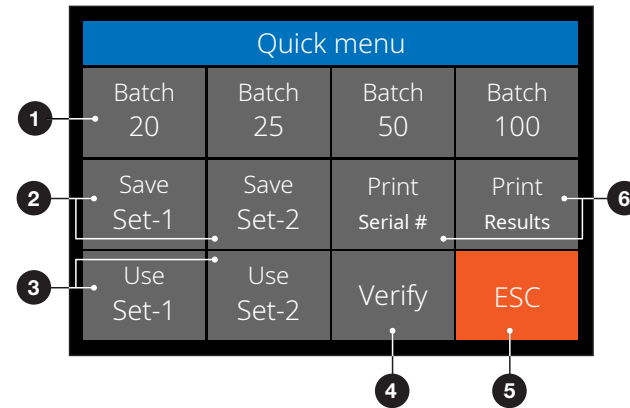 Quick menu
1
Batch
20
Batch
25
Batch
50
Batch
100
2
Save
Set-1
Save
Set-2
Print
Serial #
Print
Results
6
3
Use
Set-1
Use
Set-2
Verify
ESC
4
5